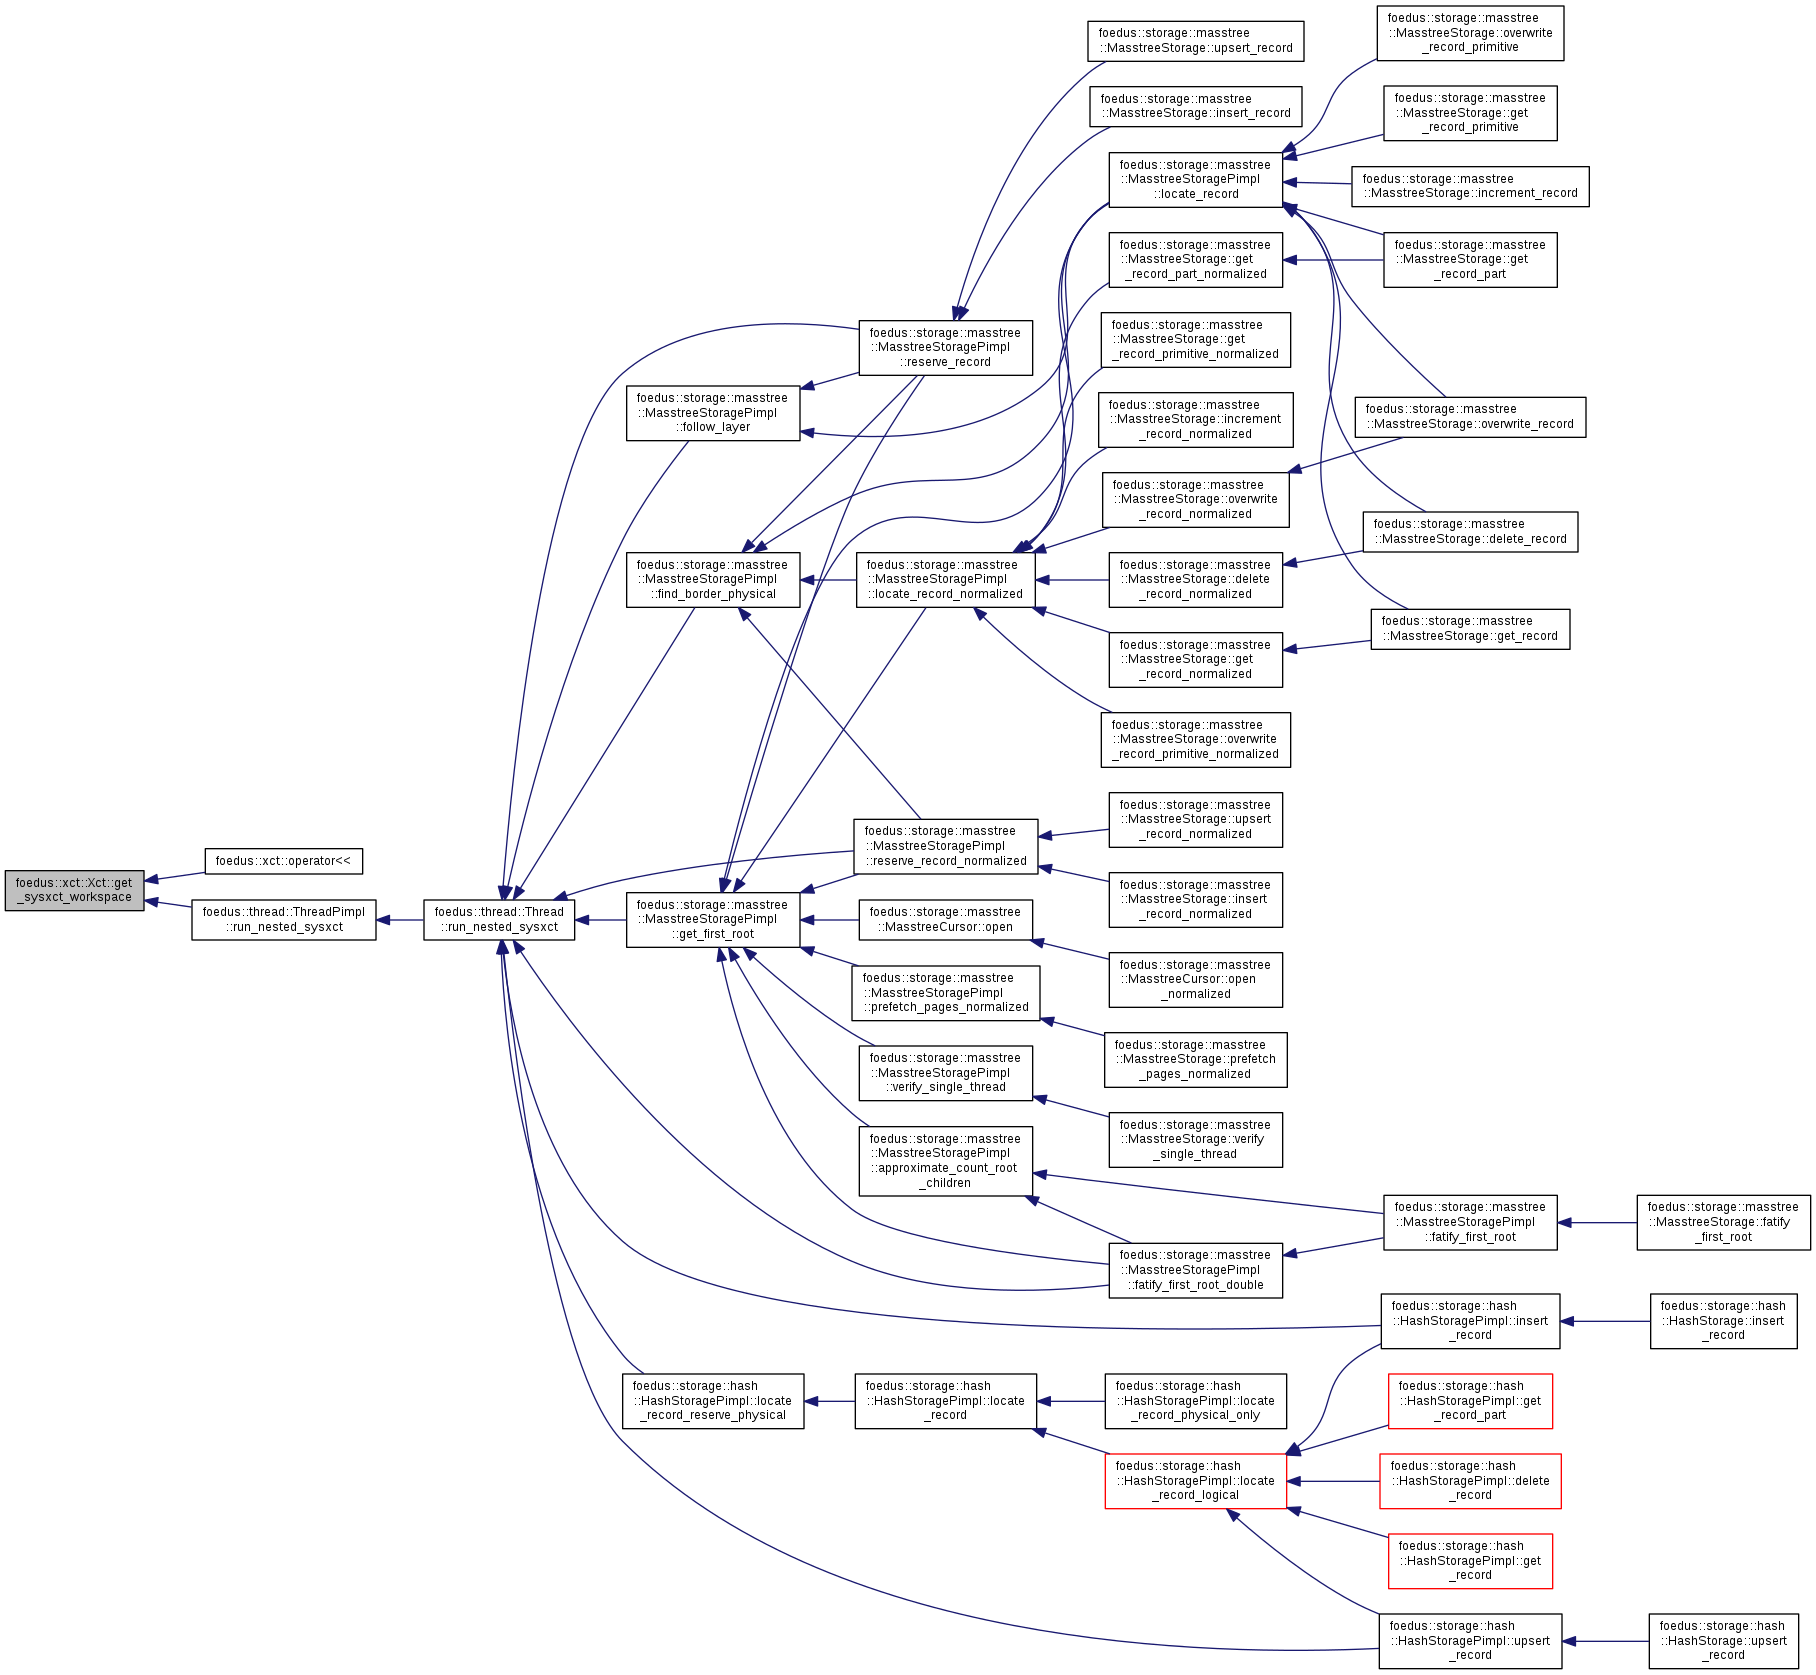 foedus::xct::Xct::get
_sysxct_workspace
foedus::xct::operator<<
foedus::thread::ThreadPimpl
::run_nested_sysxct
foedus::thread::Thread
::run_nested_sysxct
foedus::storage::masstree
::MasstreeStoragePimpl
::follow_layer
foedus::storage::masstree
::MasstreeStoragePimpl
::find_border_physical
foedus::storage::masstree
::MasstreeStoragePimpl
::get_first_root
foedus::storage::hash
::HashStoragePimpl::locate
_record_reserve_physical
foedus::storage::masstree
::MasstreeStoragePimpl
::reserve_record
foedus::storage::masstree
::MasstreeStoragePimpl
::locate_record_normalized
foedus::storage::masstree
::MasstreeStoragePimpl
::reserve_record_normalized
foedus::storage::masstree
::MasstreeCursor::open
foedus::storage::masstree
::MasstreeStoragePimpl
::prefetch_pages_normalized
foedus::storage::masstree
::MasstreeStoragePimpl
::verify_single_thread
foedus::storage::masstree
::MasstreeStoragePimpl
::approximate_count_root
_children
foedus::storage::hash
::HashStoragePimpl::locate
_record
foedus::storage::masstree
::MasstreeStorage::upsert_record
foedus::storage::masstree
::MasstreeStorage::insert_record
foedus::storage::masstree
::MasstreeStoragePimpl
::locate_record
foedus::storage::masstree
::MasstreeStorage::get
_record_part_normalized
foedus::storage::masstree
::MasstreeStorage::get
_record_primitive_normalized
foedus::storage::masstree
::MasstreeStorage::increment
_record_normalized
foedus::storage::masstree
::MasstreeStorage::overwrite
_record_normalized
foedus::storage::masstree
::MasstreeStorage::delete
_record_normalized
foedus::storage::masstree
::MasstreeStorage::get
_record_normalized
foedus::storage::masstree
::MasstreeStorage::overwrite
_record_primitive_normalized
foedus::storage::masstree
::MasstreeStorage::upsert
_record_normalized
foedus::storage::masstree
::MasstreeStorage::insert
_record_normalized
foedus::storage::masstree
::MasstreeCursor::open
_normalized
foedus::storage::masstree
::MasstreeStorage::prefetch
_pages_normalized
foedus::storage::masstree
::MasstreeStorage::verify
_single_thread
foedus::storage::masstree
::MasstreeStoragePimpl
::fatify_first_root_double
foedus::storage::hash
::HashStoragePimpl::locate
_record_physical_only
foedus::storage::hash
::HashStoragePimpl::locate
_record_logical
foedus::storage::masstree
::MasstreeStorage::overwrite
_record_primitive
foedus::storage::masstree
::MasstreeStorage::get
_record_primitive
foedus::storage::masstree
::MasstreeStorage::increment_record
foedus::storage::masstree
::MasstreeStorage::get
_record_part
foedus::storage::masstree
::MasstreeStorage::overwrite_record
foedus::storage::masstree
::MasstreeStorage::delete_record
foedus::storage::masstree
::MasstreeStorage::get_record
foedus::storage::masstree
::MasstreeStoragePimpl
::fatify_first_root
foedus::storage::hash
::HashStoragePimpl::insert
_record
foedus::storage::hash
::HashStoragePimpl::get
_record_part
foedus::storage::hash
::HashStoragePimpl::delete
_record
foedus::storage::hash
::HashStoragePimpl::get
_record
foedus::storage::hash
::HashStoragePimpl::upsert
_record
foedus::storage::masstree
::MasstreeStorage::fatify
_first_root
foedus::storage::hash
::HashStorage::insert
_record
foedus::storage::hash
::HashStorage::upsert
_record